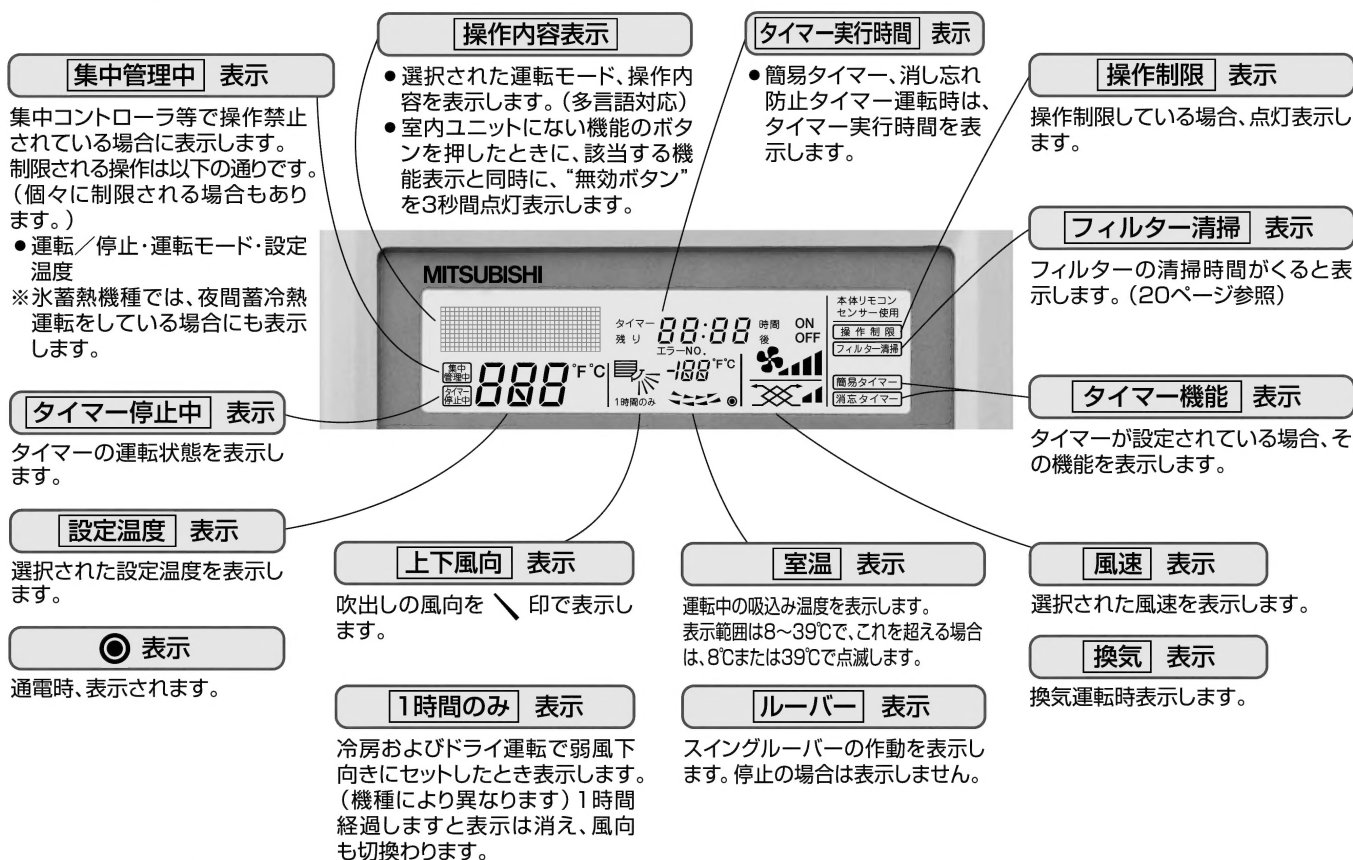 集中管理中 表示
集中コントローラ等で操作禁止
されている場合に表示します。
制限される操作は以下の通りです。
(個々に制限される場合もあり
ます。)
●運転／停止・運転モード・設定
温度
※氷蓄熱機種では、夜間蓄冷熱
運転をしている場合にも表示
します。
タイマー停止中 表示
タイマーの運転状態を表示し
ます。
設定温度 表示
選択された設定温度を表示し
ます。
◉ 表示
通電時、表示されます。
操作内容表示
●選択された運転モード、操作内
容を表示します。(多言語対応)
●室内ユニットにない機能のボタ
ンを押したときに、該当する機
能表示と同時に、“無効ボタン”
を3秒間点灯表示します。
タイマー実行時間 表示
●簡易タイマー、消し忘れ
防止タイマー運転時は、
タイマー実行時間を表
示します。
操作制限 表示
操作制限している場合、点灯表示し
ます。
フィルター清掃 表示
フィルターの清掃時間がくると表
示します。(20ページ参照)
タイマー機能 表示
タイマーが設定されている場合、そ
の機能を表示します。
MITSUBISHI
タイマー 88:88 時間 ON
残り 後 OFF
エラーNO.
本体リモコン
センサー使用
操作制限
フィルター清掃
集中
管理中
タイマー
停止中
888 °F °C
-188 °F°C
1時間のみ
簡易タイマー
消忘タイマー
上下風向 表示
吹出しの風向を 印で表示し
ます。
1時間のみ 表示
冷房およびドライ運転で弱風下
向きにセットしたとき表示します。
(機種により異なります)1時間
経過しますと表示は消え、風向
も切換わります。
室温 表示
運転中の吸込み温度を表示します。
表示範囲は8〜39℃で、これを超える場合
は、8℃または39℃で点滅します。
ルーバー 表示
スイングルーバーの作動を表示し
ます。停止の場合は表示しません。
風速 表示
選択された風速を表示します。
換気 表示
換気運転時表示します。